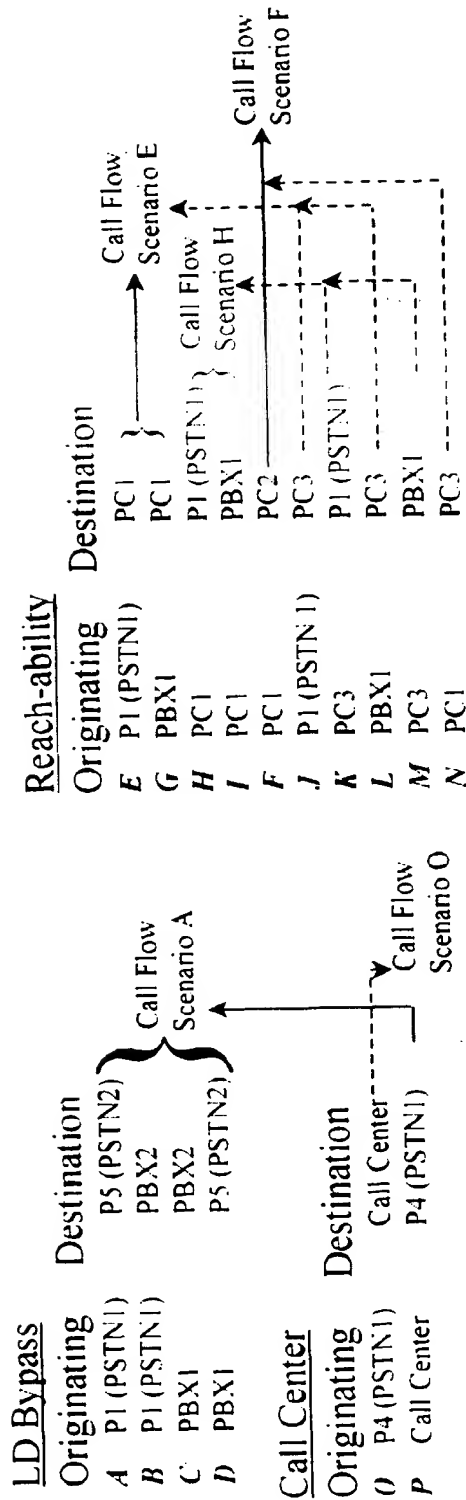 LD Bypass
Originating Destination
A P1 (PSTN1) P5 (PSTN2)
B P1 (PSTN1) PBX2
C PBX1 PBX2
D PBX1 P5 (PSTN2)
Call Flow
Scenario A
Call Center
Originating Destination
O P4 (PSTN1) Call Center
P Call Center P4 (PSTN1)
Call Flow
Scenario O
Reach-ability
Originating Destination
E P1 (PSTN1) PC1
G PBX1 PC1
H PC1 P1 (PSTN1)
I PC1 PBX1
F PC1 PC2
J P1 (PSTN1) PC3
K PC3 P1 (PSTN1)
L PBX1 PC3
M PC3 PBX1
N PC1 PC3
Call Flow
Scenario E
Call Flow
Scenario H
Call Flow
Scenario F